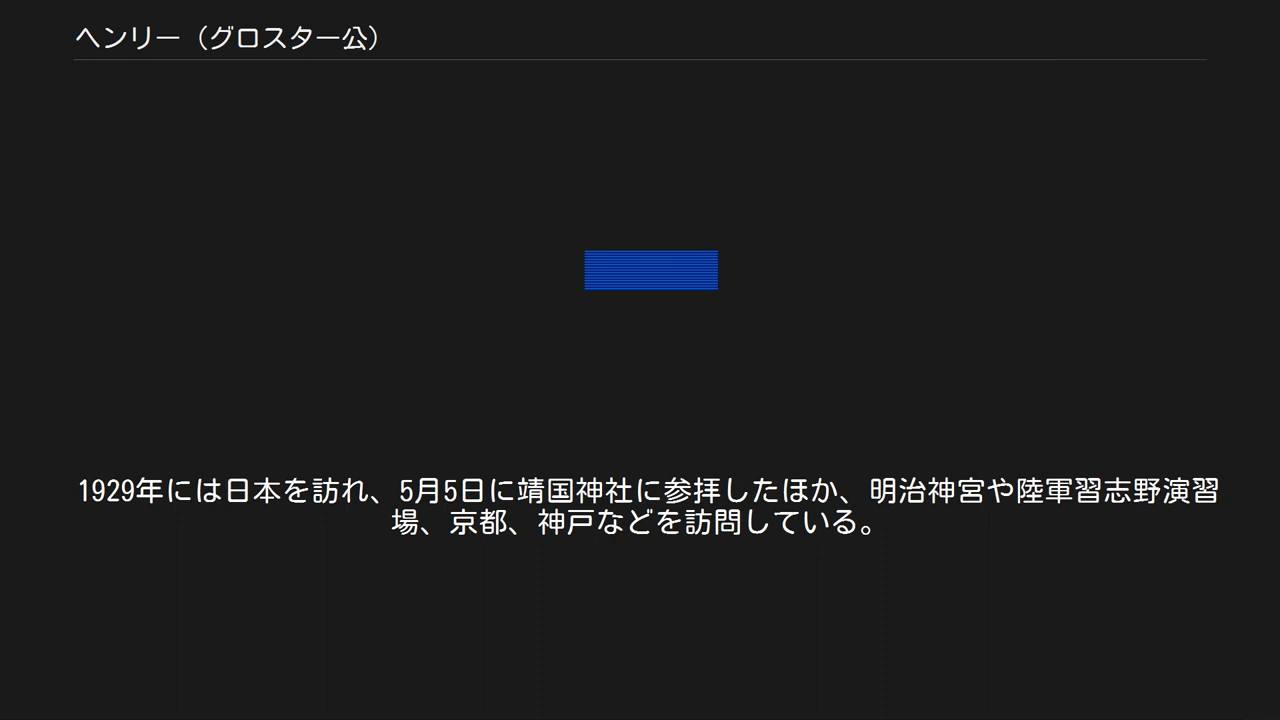 ヘンリー（グロスター公）
1929年には日本を訪れ、5月5日に靖国神社に参拝したほか、明治神宮や陸軍習志野演習
場、京都、神戸などを訪問している。